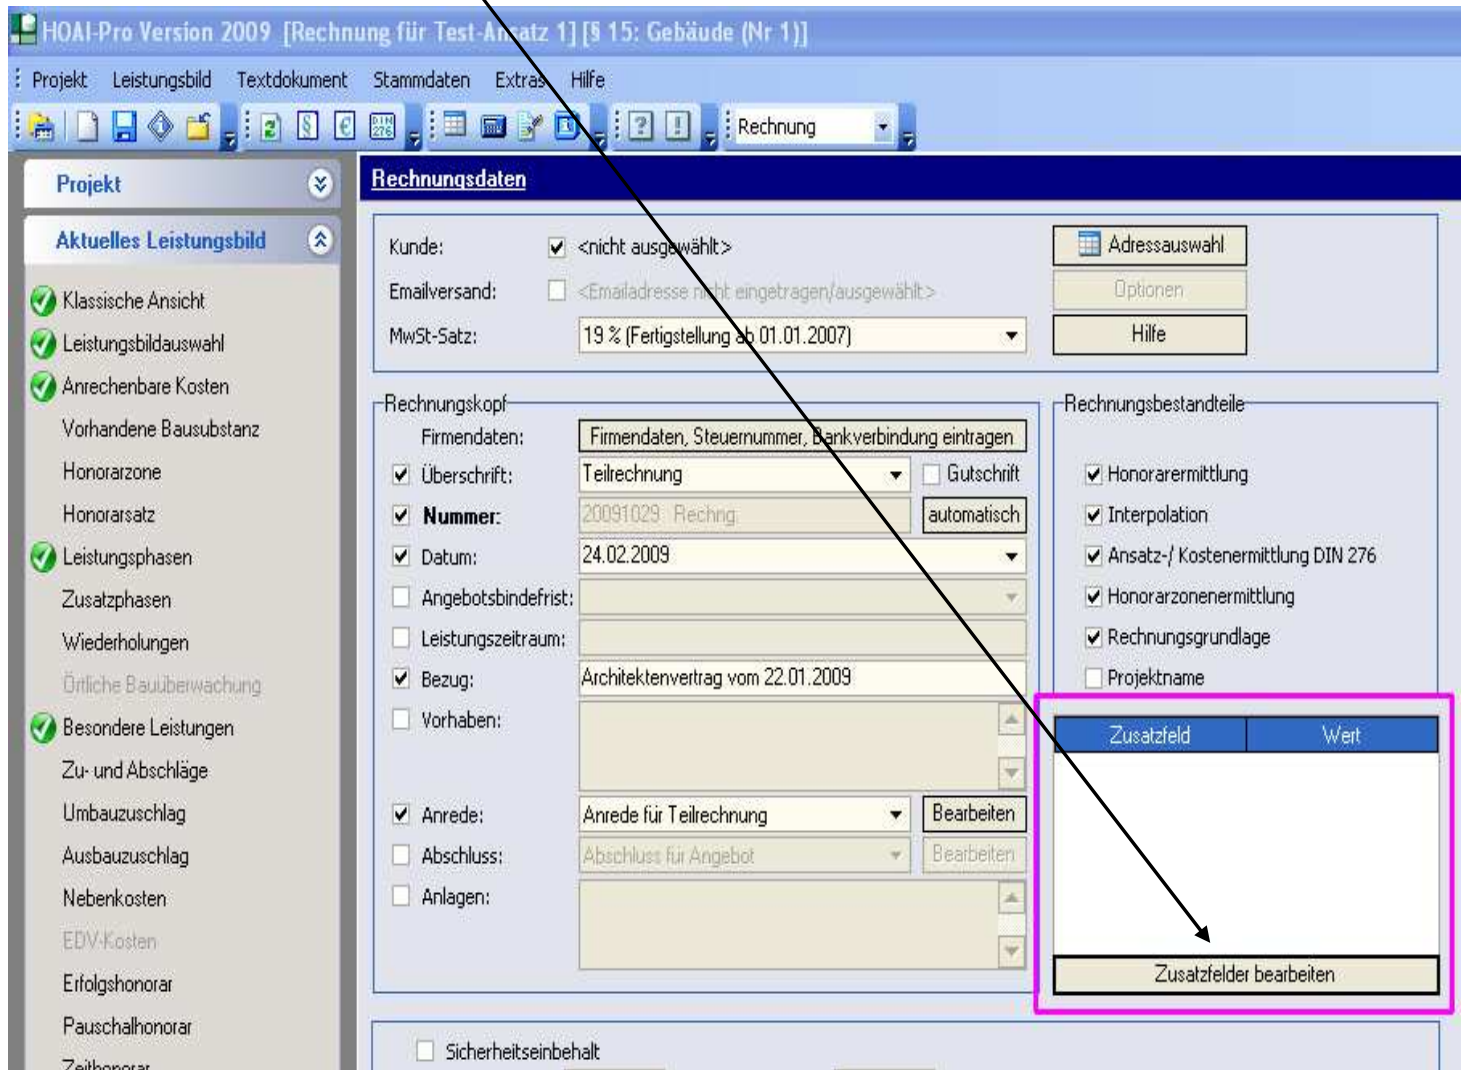 HOAI-Pro Version 2009 [Rechnung für Test-Ansatz 1] [§ 15: Gebäude (Nr 1)]
Projekt Leistungsbild Textdokument Stammdaten Extras Hilfe
§ € DIN 276 Rechnung
Projekt
Aktuelles Leistungsbild
Klassische Ansicht
Leistungsbildauswahl
Anrechenbare Kosten
Vorhandene Bausubstanz
Honorarzone
Honorarsatz
Leistungsphasen
Zusatzphasen
Wiederholungen
Örtliche Bauüberwachung
Besondere Leistungen
Zu- und Abschläge
Umbauzuschlag
Ausbauzuschlag
Nebenkosten
EDV-Kosten
Erfolgshonorar
Pauschalhonorar
Zeithonorar
Rechnungsdaten
Kunde: <nicht ausgewählt> Adressauswahl
Emailversand: <Emailadresse nicht eingetragen/ausgewählt> Optionen
MwSt-Satz: 19 % (Fertigstellung ab 01.01.2007) Hilfe
Rechnungskopf
Firmendaten: Firmendaten, Steuernummer, Bankverbindung eintragen
Überschrift: Teilrechnung Gutschrift
Nummer: 20091029 Rechng. automatisch
Datum: 24.02.2009
Angebotsbindefrist:
Leistungszeitraum:
Bezug: Architektenvertrag vom 22.01.2009
Vorhaben:
Anrede: Anrede für Teilrechnung Bearbeiten
Abschluss: Abschluss für Angebot Bearbeiten
Anlagen:
Rechnungsbestandteile
Honorarermittlung
Interpolation
Ansatz-/ Kostenermittlung DIN 276
Honorarzonenermittlung
Rechnungsgrundlage
Projektname
Zusatzfeld Wert
Zusatzfelder bearbeiten
Sicherheitseinbehalt